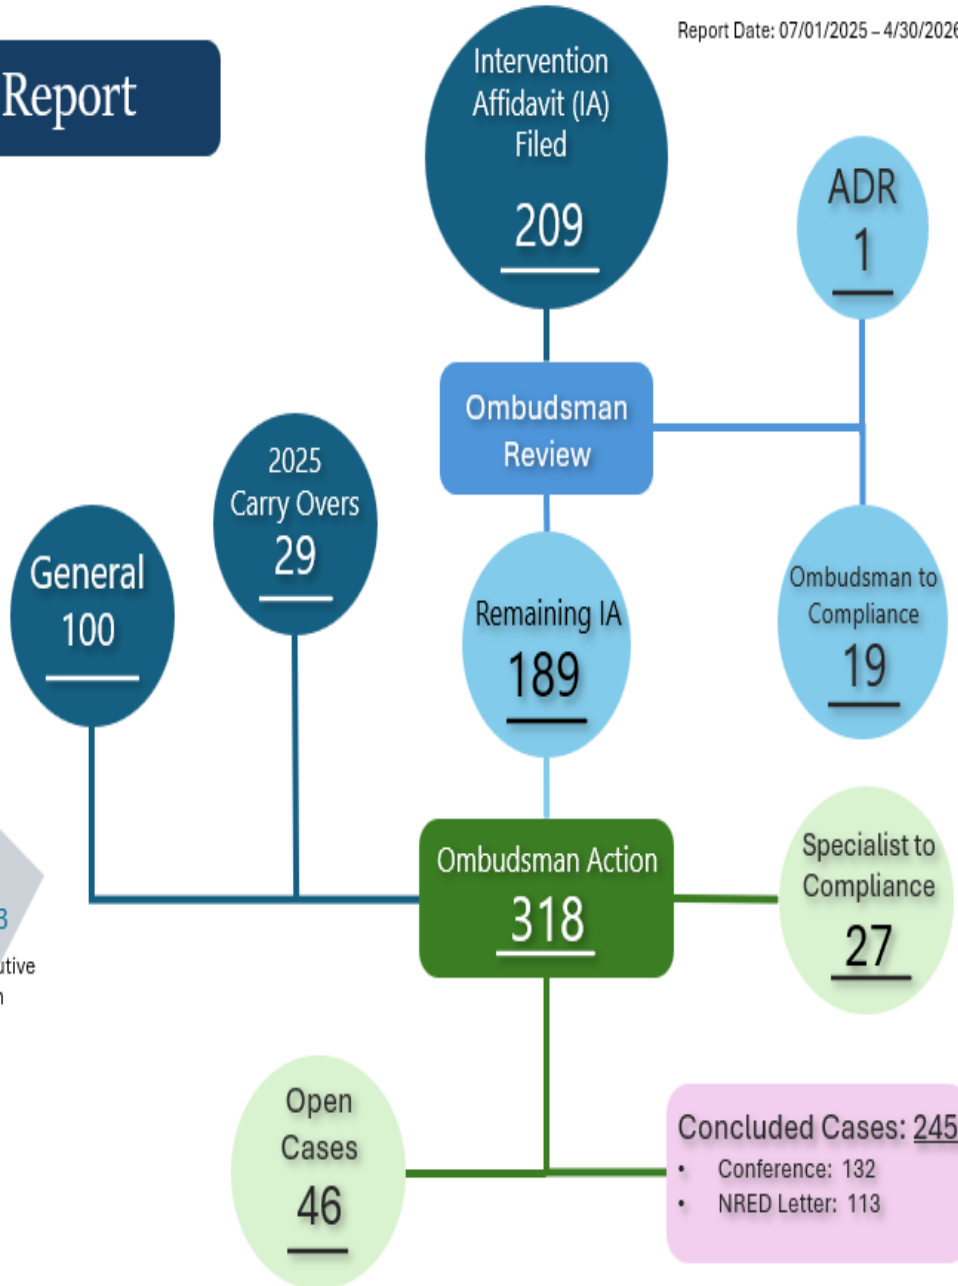 Report Date: 07/01/2025 – 4/30/2026
Report
Intervention
Affidavit (IA)
Filed
209
ADR
1
Ombudsman
Review
2025
Carry Overs
29
General
100
Remaining IA
189
Ombudsman to
Compliance
19
Ombudsman Action
318
Specialist to
Compliance
27
3
Open
Cases
46
Concluded Cases: 245
• Conference: 132
• NRED Letter: 113